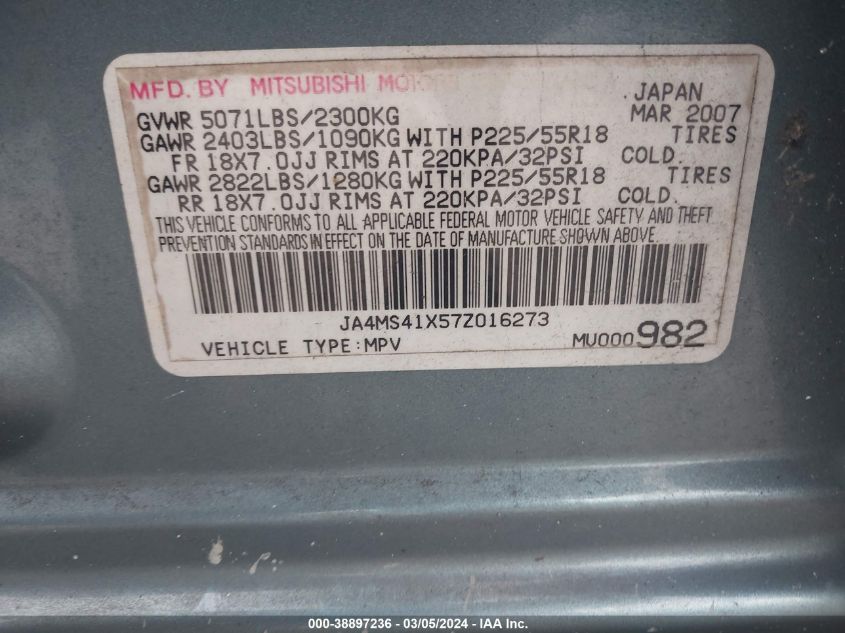 MFD. BY MITSUBISHI MOTORS JAPAN
GVWR 5071LBS/2300KG MAR 2007
GAWR 2403LBS/1090KG WITH P225/55R18 TIRES
FR 18X7.0JJ RIMS AT 220KPA/32PSI COLD.
GAWR 2822LBS/1280KG WITH P225/55R18 TIRES
RR 18X7.0JJ RIMS AT 220KPA/32PSI COLD.
THIS VEHICLE CONFORMS TO ALL APPLICABLE FEDERAL MOTOR VEHICLE SAFETY AND THEFT
PREVENTION STANDARDS IN EFFECT ON THE DATE OF MANUFACTURE SHOWN ABOVE.
JA4MS41X57Z016273
VEHICLE TYPE:MPV MU000982
000-38897236 - 03/05/2024 - IAA Inc.